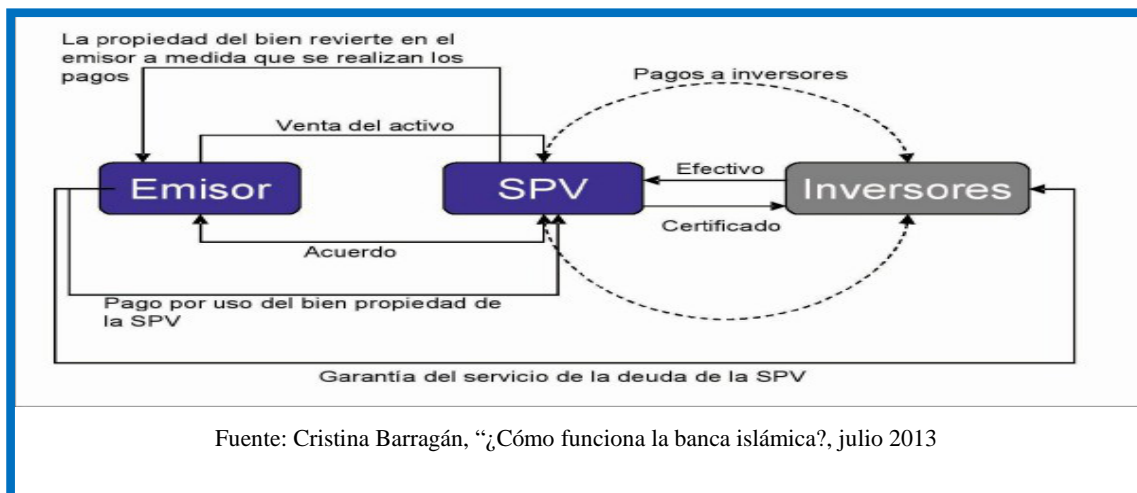 La propiedad del bien revierte en el
emisor a medida que se realizan los
pagos
Pagos a inversores
Venta del activo
Emisor
SPV
Efectivo
Inversores
Certificado
Acuerdo
Pago por uso del bien propiedad de
la SPV
Garantía del servicio de la deuda de la SPV
Fuente: Cristina Barragán, “¿Cómo funciona la banca islámica?, julio 2013